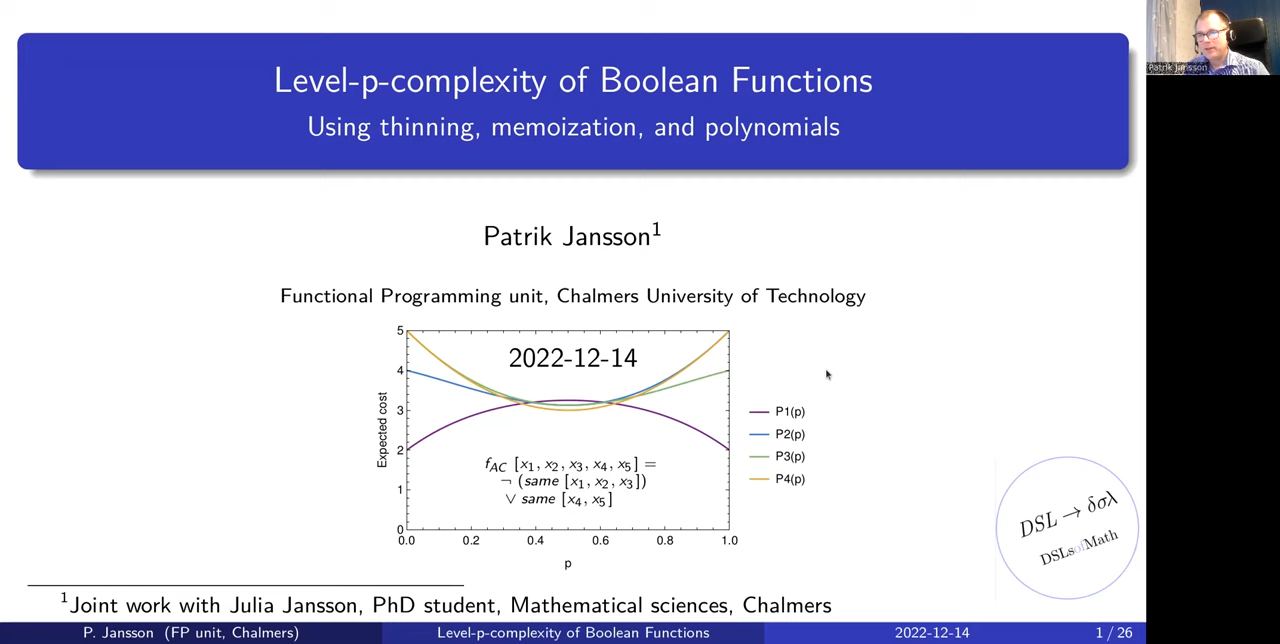 Level-p-complexity of Boolean Functions
Using thinning, memoization, and polynomials
Patrik Jansson
Patrik Jansson¹
Functional Programming unit, Chalmers University of Technology
2022-12-14
Expected cost
5
4
3
2
1
0
0.0 0.2 0.4 0.6 0.8 1.0
p
P1(p)
P2(p)
P3(p)
P4(p)
f_AC [x₁, x₂, x₃, x₄, x₅] =
¬ (same [x₁, x₂, x₃])
∨ same [x₄, x₅]
DSL → δσλ
DSLsofMath
¹Joint work with Julia Jansson, PhD student, Mathematical sciences, Chalmers
P. Jansson (FP unit, Chalmers) Level-p-complexity of Boolean Functions 2022-12-14 1 / 26